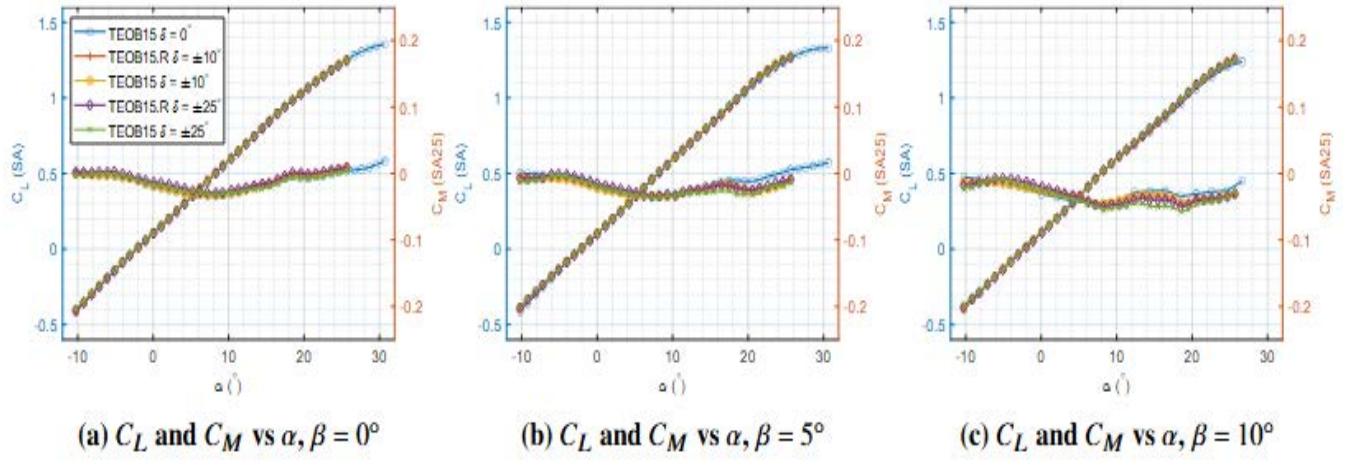 1.5
1
0.5
0
-0.5
C_L (SA)
TEOB15 δ = 0°
TEOB15.R δ = ±10°
TEOB15 δ = ±10°
TEOB15.R δ = ±25°
TEOB15 δ = ±25°
0.2
0.1
0
-0.1
-0.2
C_M (SA25)
-10 0 10 20 30
α (°)
1.5
1
0.5
0
-0.5
C_L (SA)
0.2
0.1
0
-0.1
-0.2
C_M (SA25)
-10 0 10 20 30
α (°)
1.5
1
0.5
0
-0.5
C_L (SA)
0.2
0.1
0
-0.1
-0.2
C_M (SA25)
-10 0 10 20 30
α (°)
(a) C_L and C_M vs α, β = 0°
(b) C_L and C_M vs α, β = 5°
(c) C_L and C_M vs α, β = 10°